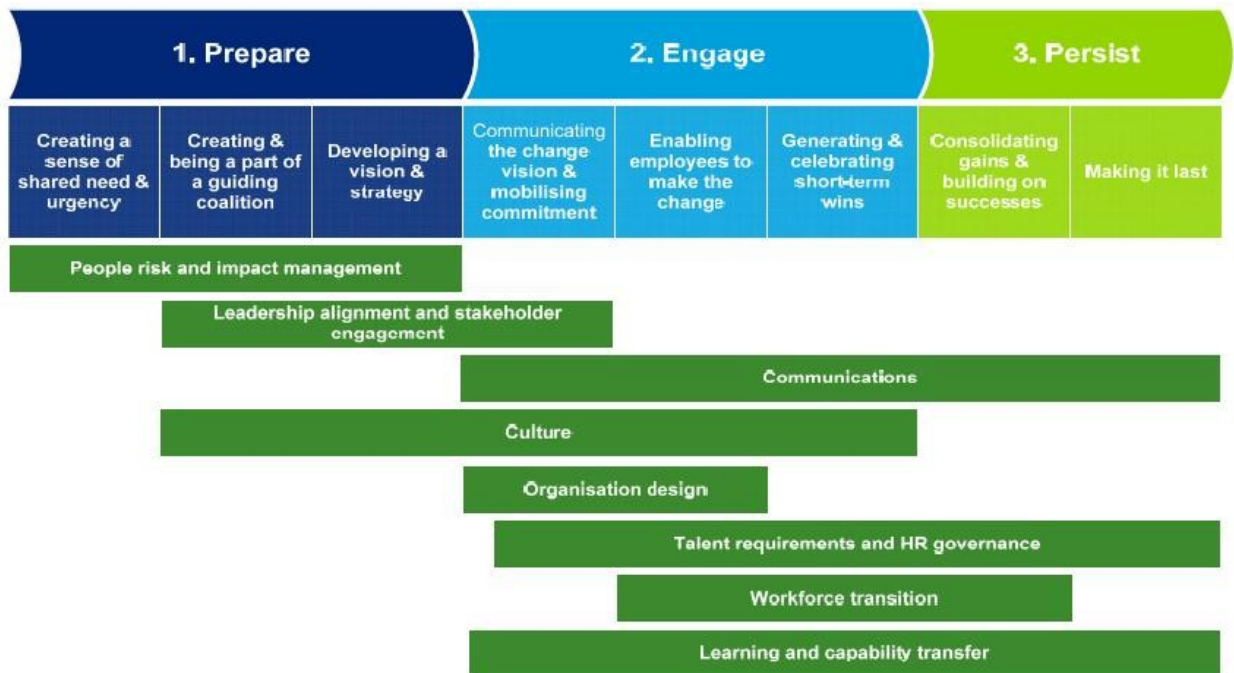 1. Prepare
2. Engage
3. Persist
Creating a
sense of
shared need &
urgency
Creating &
being a part of
a guiding
coalition
Developing a
vision &
strategy
Communicating
the change
vision &
mobilising
commitment
Enabling
employees to
make the
change
Generating &
celebrating
short-term
wins
Consolidating
gains &
building on
successes
Making it last
People risk and impact management
Leadership alignment and stakeholder
engagement
Communications
Culture
Organisation design
Talent requirements and HR governance
Workforce transition
Learning and capability transfer